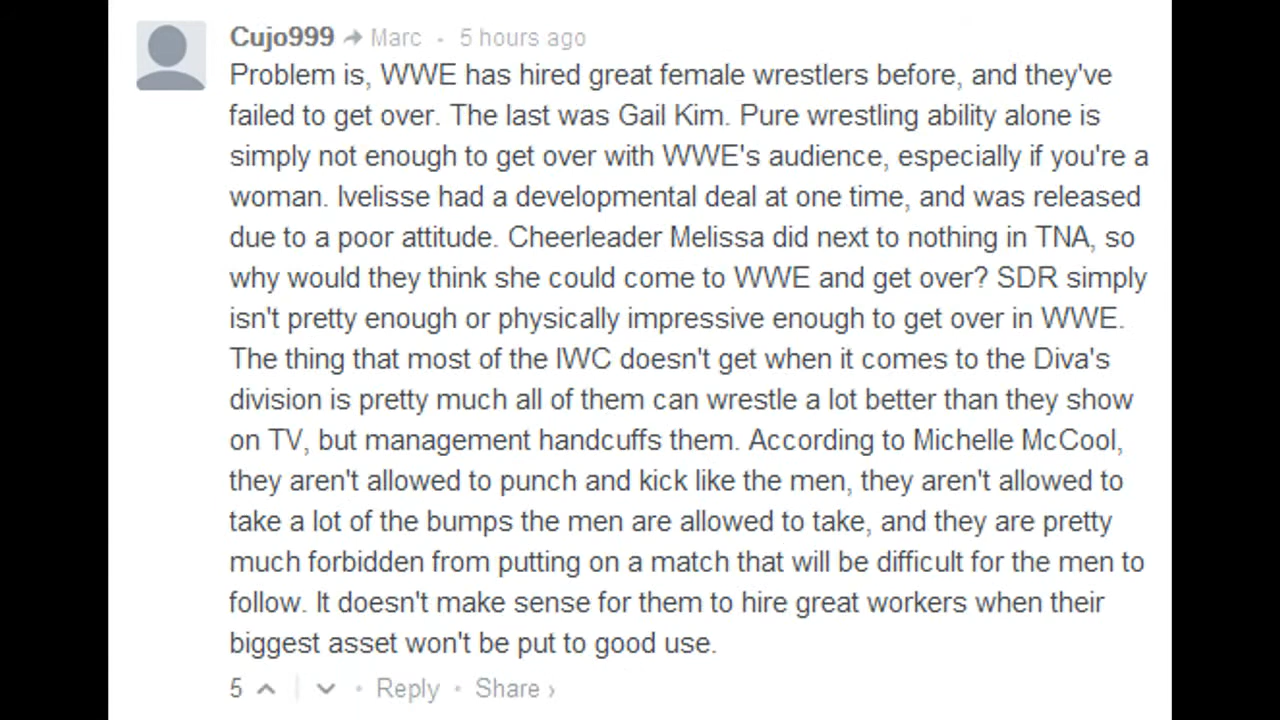 Cujo999 Marc · 5 hours ago
Problem is, WWE has hired great female wrestlers before, and they've
failed to get over. The last was Gail Kim. Pure wrestling ability alone is
simply not enough to get over with WWE's audience, especially if you're a
woman. Ivelisse had a developmental deal at one time, and was released
due to a poor attitude. Cheerleader Melissa did next to nothing in TNA, so
why would they think she could come to WWE and get over? SDR simply
isn't pretty enough or physically impressive enough to get over in WWE.
The thing that most of the IWC doesn't get when it comes to the Diva's
division is pretty much all of them can wrestle a lot better than they show
on TV, but management handcuffs them. According to Michelle McCool,
they aren't allowed to punch and kick like the men, they aren't allowed to
take a lot of the bumps the men are allowed to take, and they are pretty
much forbidden from putting on a match that will be difficult for the men to
follow. It doesn't make sense for them to hire great workers when their
biggest asset won't be put to good use.
5 · Reply · Share ›